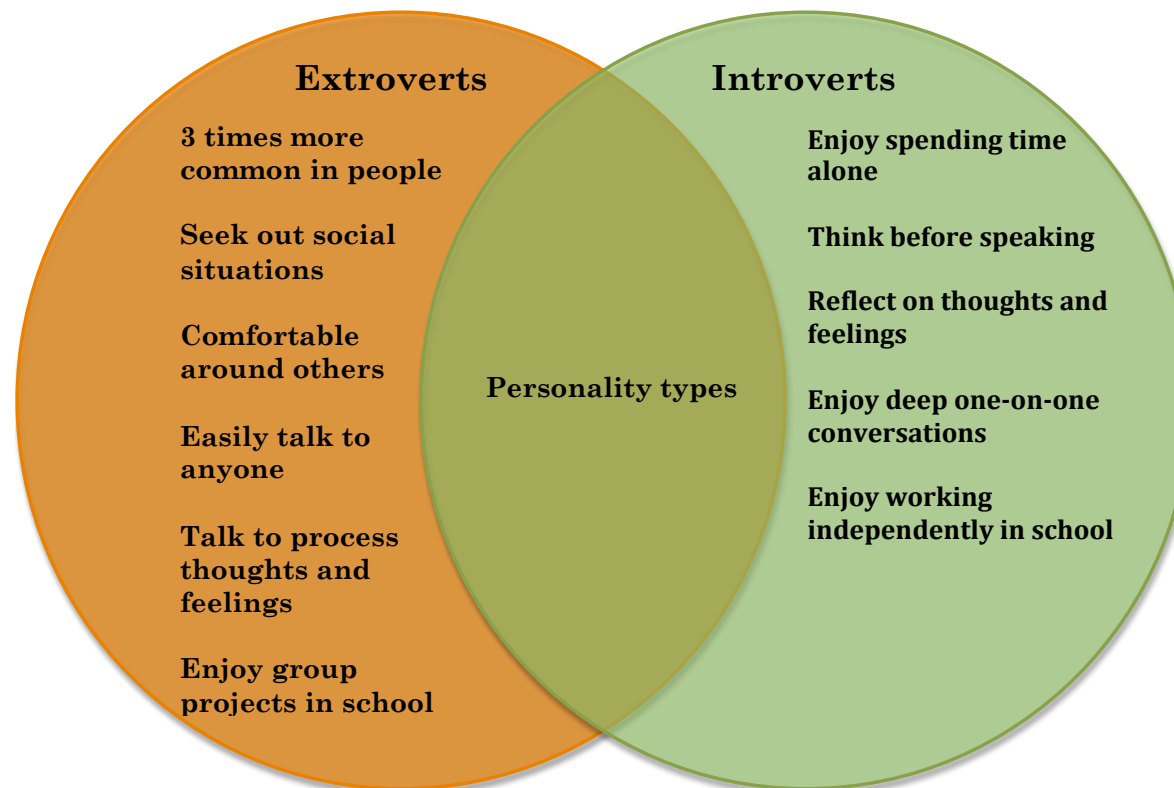 Extroverts
3 times more
common in people
Seek out social
situations
Comfortable
around others
Easily talk to
anyone
Talk to process
thoughts and
feelings
Enjoy group
projects in school
Personality types
Introverts
Enjoy spending time
alone
Think before speaking
Reflect on thoughts and
feelings
Enjoy deep one-on-one
conversations
Enjoy working
independently in school